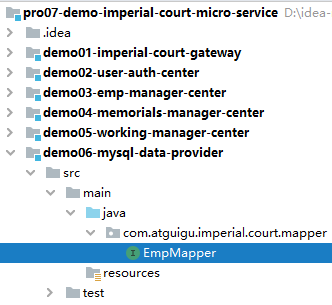 pro07-demo-imperial-court-micro-service D:\idea-
.idea
demo01-imperial-court-gateway
demo02-user-auth-center
demo03-emp-manager-center
demo04-memorials-manager-center
demo05-working-manager-center
demo06-mysql-data-provider
src
main
java
com.atguigu.imperial.court.mapper
I EmpMapper
resources
test